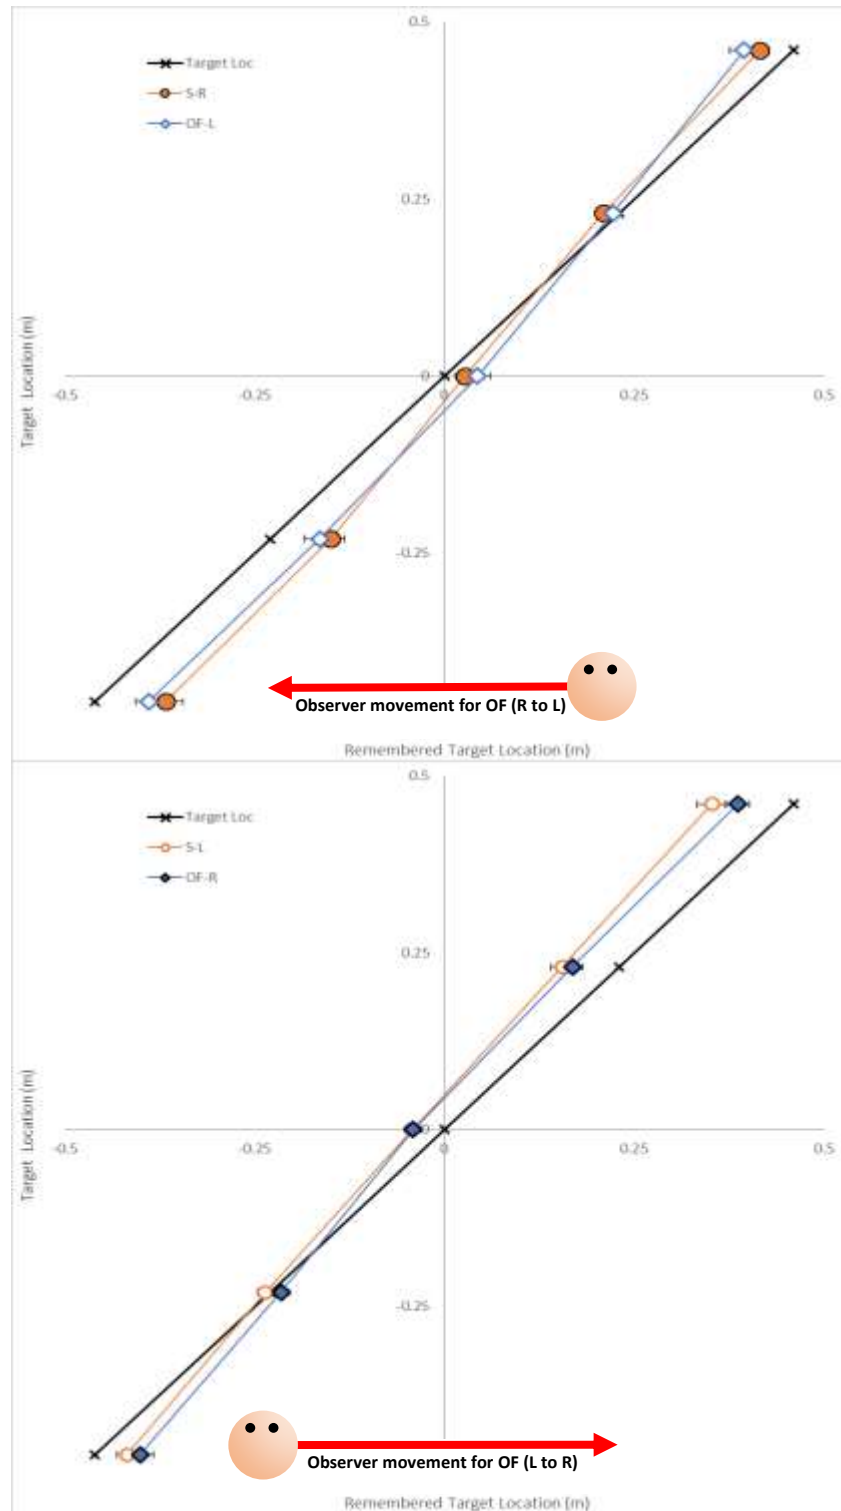 0.5
Target Loc
S-R
OF-L
0.25
Target Location (m)
-0.5
-0.25
0
0.25
0.5
-0.25
Observer movement for OF (R to L)
Remembered Target Location (m)
0.5
Target Loc
S-L
OF-R
0.25
Target Location (m)
-0.5
-0.25
0
0.25
0.5
-0.25
Observer movement for OF (L to R)
Remembered Target Location (m)